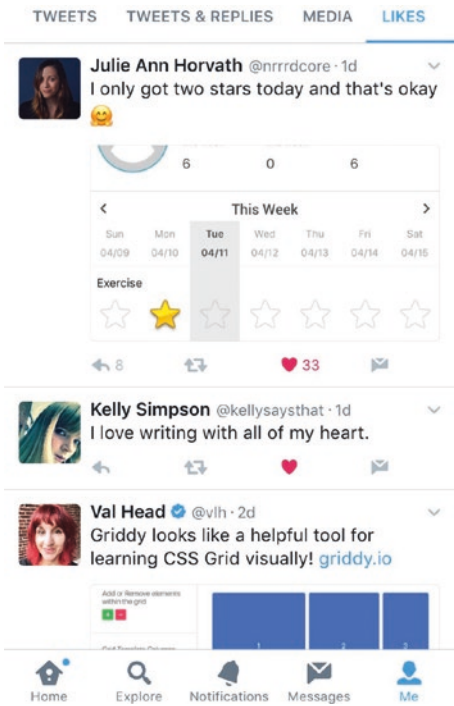 TWEETS TWEETS & REPLIES MEDIA LIKES
Julie Ann Horvath @nrrrdcore · 1d
I only got two stars today and that's okay
🤗
6 0 6
< This Week >
Sun Mon Tue Wed Thu Fri Sat
04/09 04/10 04/11 04/12 04/13 04/14 04/15
Exercise
8 33
Kelly Simpson @kellysaysthat · 1d
I love writing with all of my heart.
Val Head @vlh · 2d
Griddy looks like a helpful tool for
learning CSS Grid visually! griddy.io
Add or Remove elements
within the grid
1 2 3
Home Explore Notifications Messages Me